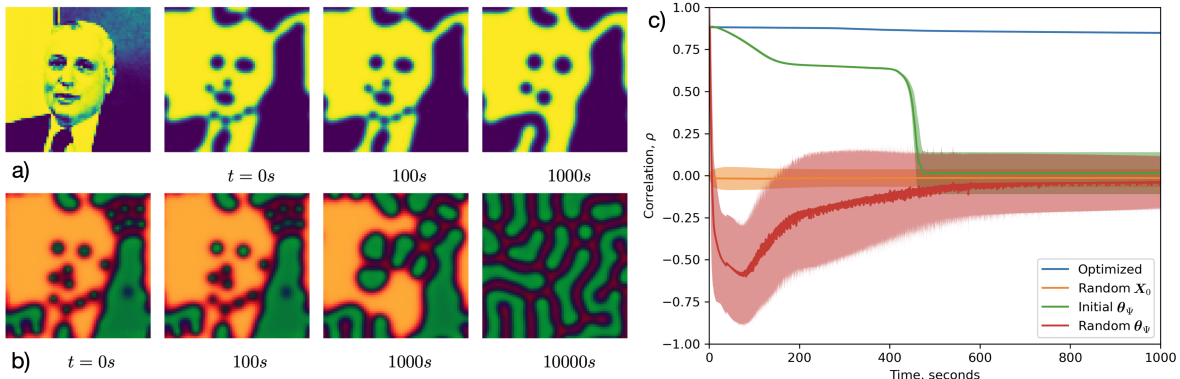 a)
t = 0s
100s
1000s
b)
t = 0s
100s
1000s
10000s
c)
Correlation, ρ
1.00
0.75
0.50
0.25
0.00
−0.25
−0.50
−0.75
−1.00
Optimized
Random X₀
Initial θ_Ψ
Random θ_Ψ
0
200
400
600
800
1000
Time, seconds